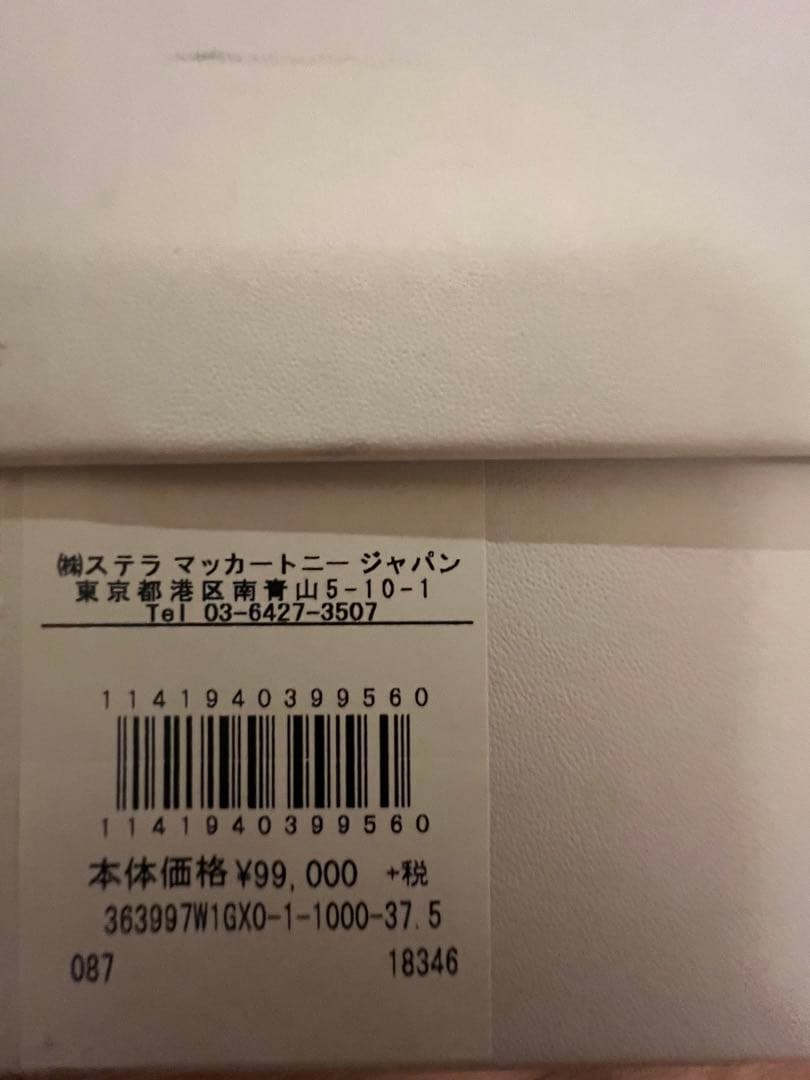 ㈱ステラ マッカートニー ジャパン
東京都港区南青山5-10-1
Tel 03-6427-3507
1141940399560
1141940399560
本体価格 ¥99,000 +税
363997W1GX0-1-1000-37.5
087 18346